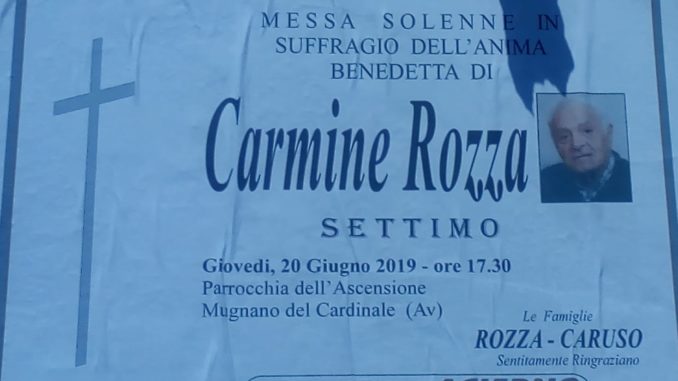 MESSA SOLENNE IN
SUFFRAGIO DELL'ANIMA
BENEDETTA DI
Carmine Rozza
SETTIMO
Giovedi, 20 Giugno 2019 - ore 17.30
Parrocchia dell'Ascensione
Mugnano del Cardinale (Av)
Le Famiglie
ROZZA - CARUSO
Sentitamente Ringraziano